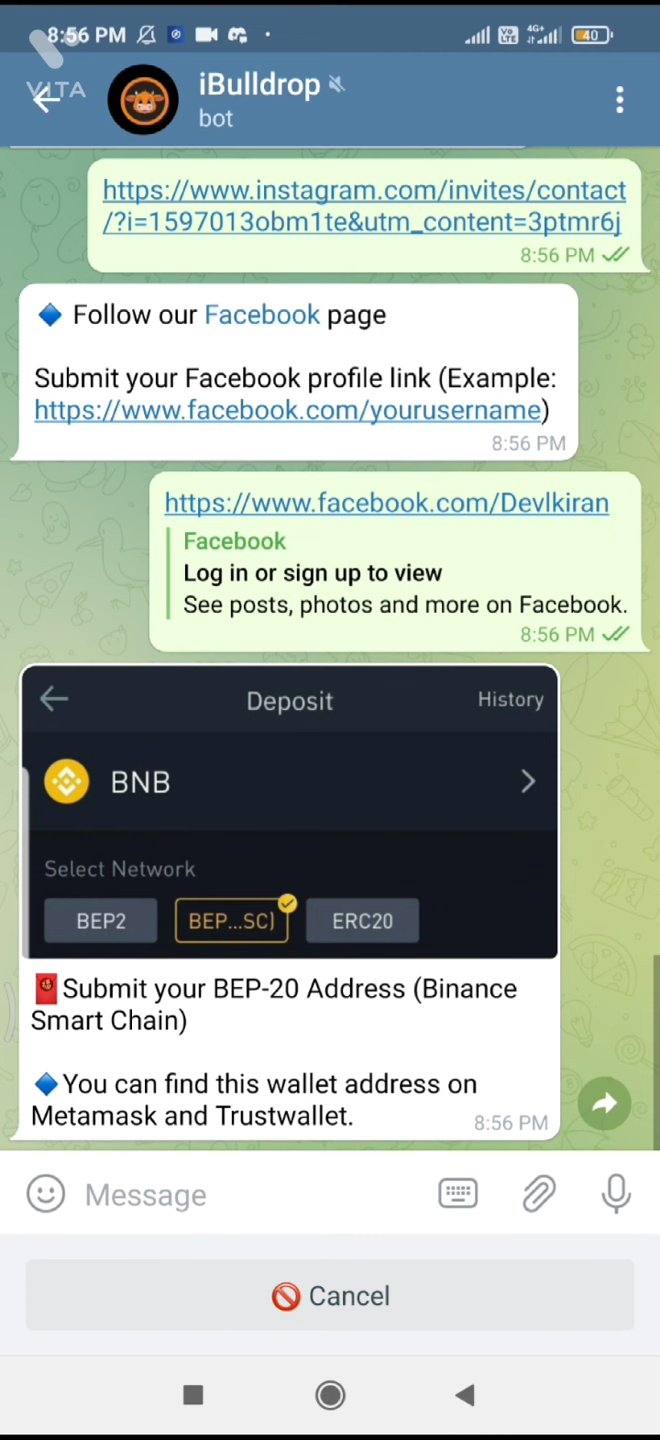 8:56 PM
Vo LTE
4G+
40
VITA
iBulldrop
bot
https://www.instagram.com/invites/contact
/?i=1597013obm1te&utm_content=3ptmr6j
8:56 PM
Follow our Facebook page
Submit your Facebook profile link (Example:
https://www.facebook.com/yourusername)
8:56 PM
https://www.facebook.com/Devlkiran
Facebook
Log in or sign up to view
See posts, photos and more on Facebook.
8:56 PM
Deposit
History
BNB
Select Network
BEP2
BEP...SC)
ERC20
Submit your BEP-20 Address (Binance
Smart Chain)
You can find this wallet address on
Metamask and Trustwallet.
8:56 PM
Message
Cancel